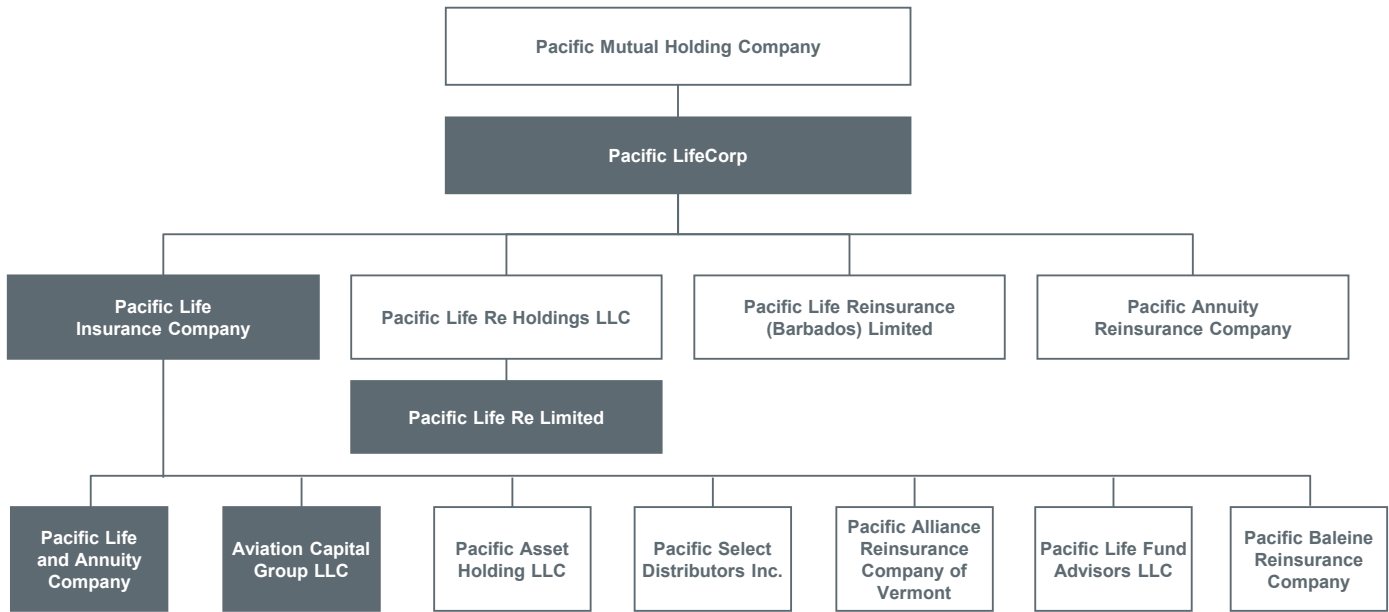 Pacific Mutual Holding Company
Pacific LifeCorp
Pacific Life
Insurance Company
Pacific Life Re Holdings LLC
Pacific Life Reinsurance
(Barbados) Limited
Pacific Annuity
Reinsurance Company
Pacific Life Re Limited
Pacific Life
and Annuity
Company
Aviation Capital
Group LLC
Pacific Asset
Holding LLC
Pacific Select
Distributors Inc.
Pacific Alliance
Reinsurance
Company of
Vermont
Pacific Life Fund
Advisors LLC
Pacific Baleine
Reinsurance
Company